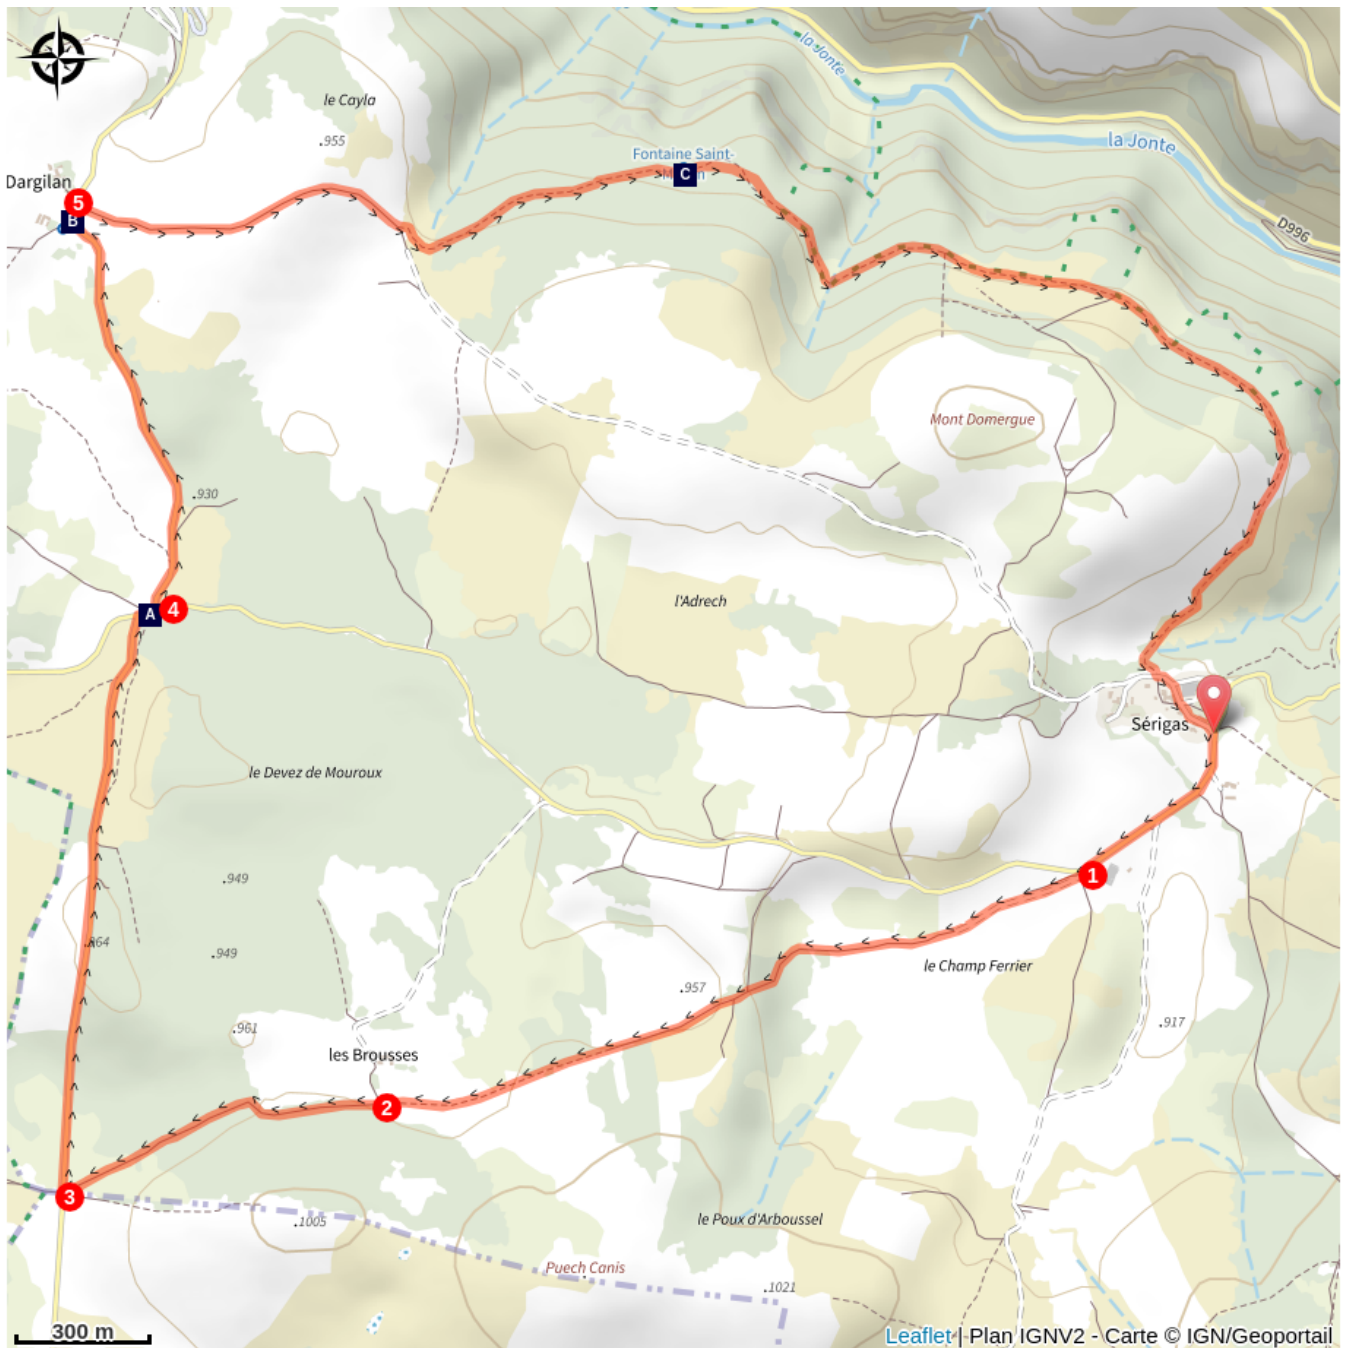 la Jonte
le Cayla
.955
la Jonte
Fontaine Saint-
C
Dargilan
5
B
D996
Mont Domergue
.930
l'Adrech
A
4
Sérigas
le Devez de Mouroux
1
.949
.949
le Champ Ferrier
.957
.961
.917
les Brousses
2
3
.1005
le Poux d'Arboussel
Puech Canis
.1021
300 m
Leaflet | Plan IGNV2 - Carte © IGN/Geoportail